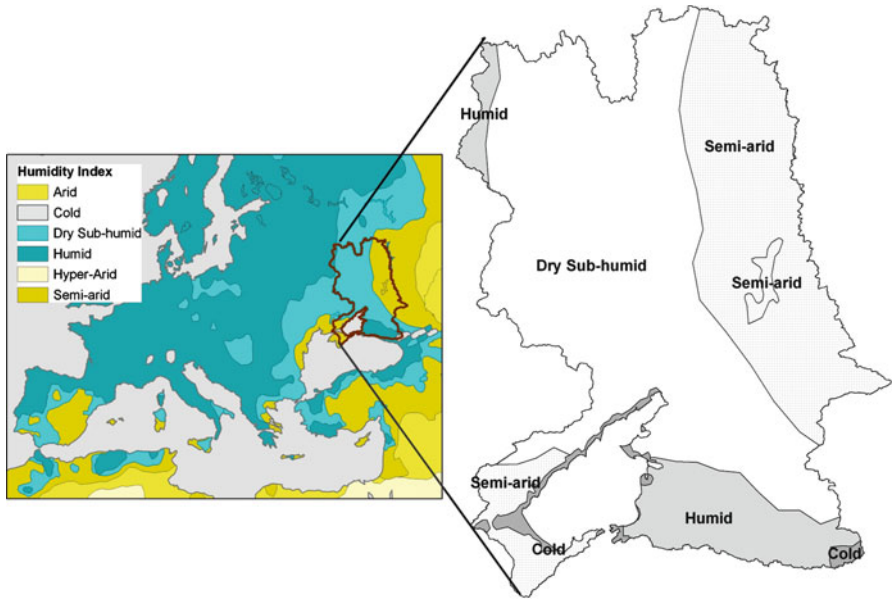 Humidity Index
Arid
Cold
Dry Sub-humid
Humid
Hyper-Arid
Semi-arid
Humid
Semi-arid
Dry Sub-humid
Semi-arid
Semi-arid
Humid
Cold
Cold